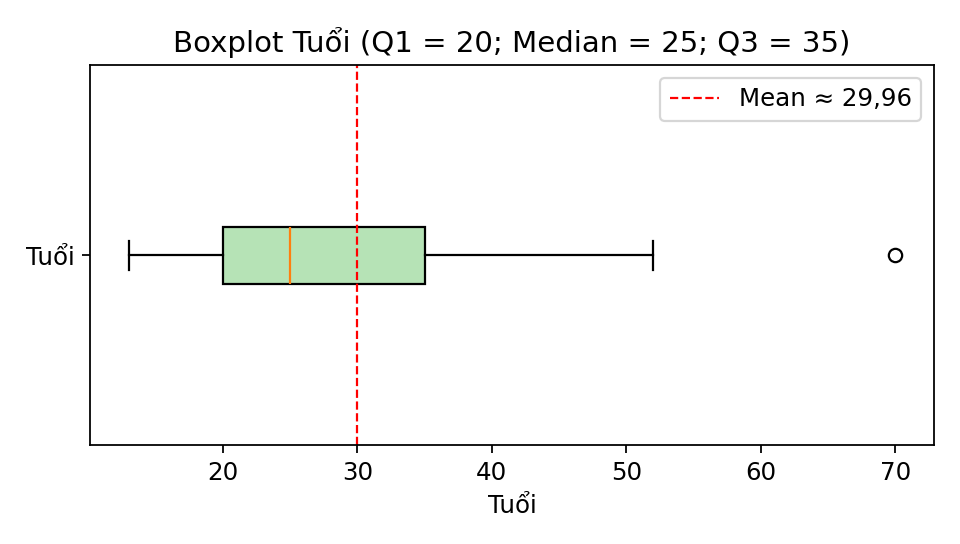 Boxplot Tuổi (Q1 = 20; Median = 25; Q3 = 35)
Mean ≈ 29,96
Tuổi
20 30 40 50 60 70
Tuổi